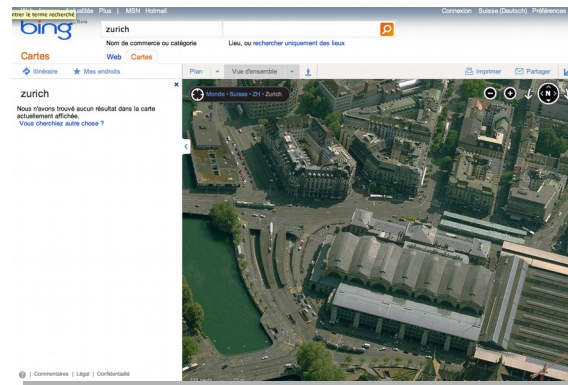 ntrer le terme recherché
ualités Plus | MSN Hotmail
Connexion Suisse (Deutsch) Préférences
bing
Beta
zurich
Nom de commerce ou catégorie
Lieu, ou rechercher uniquement des lieux
Cartes
Web Cartes
Itinéraire Mes endroits
Plan Vue d'ensemble
Imprimer Partager
zurich
Nous n'avons trouvé aucun résultat dans la carte
actuellement affichée.
Vous cherchiez autre chose ?
Monde • Suisse • ZH • Zurich
N
Commentaires | Légal | Confidentialité